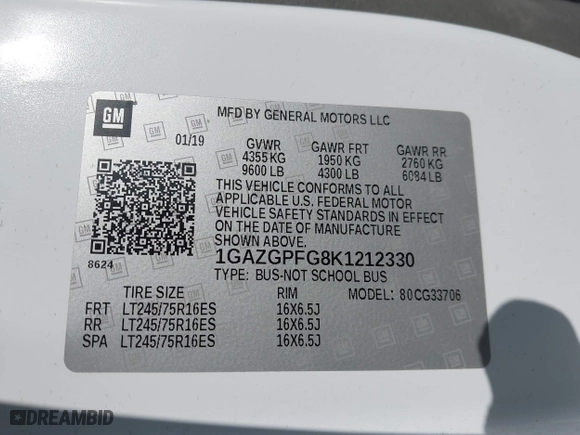 GM
MFD BY GENERAL MOTORS LLC
01/19
GVWR GAWR FRT GAWR RR
4355 KG 1950 KG 2760 KG
9600 LB 4300 LB 6084 LB
THIS VEHICLE CONFORMS TO ALL
APPLICABLE U.S. FEDERAL MOTOR
VEHICLE SAFETY STANDARDS IN EFFECT
ON THE DATE OF MANUFACTURE
SHOWN ABOVE.
8624
1GAZGPFG8K1212330
TYPE: BUS-NOT SCHOOL BUS
TIRE SIZE RIM MODEL: 80CG33706
FRT LT245/75R16ES 16X6.5J
RR LT245/75R16ES 16X6.5J
SPA LT245/75R16ES 16X6.5J
DREAMBID